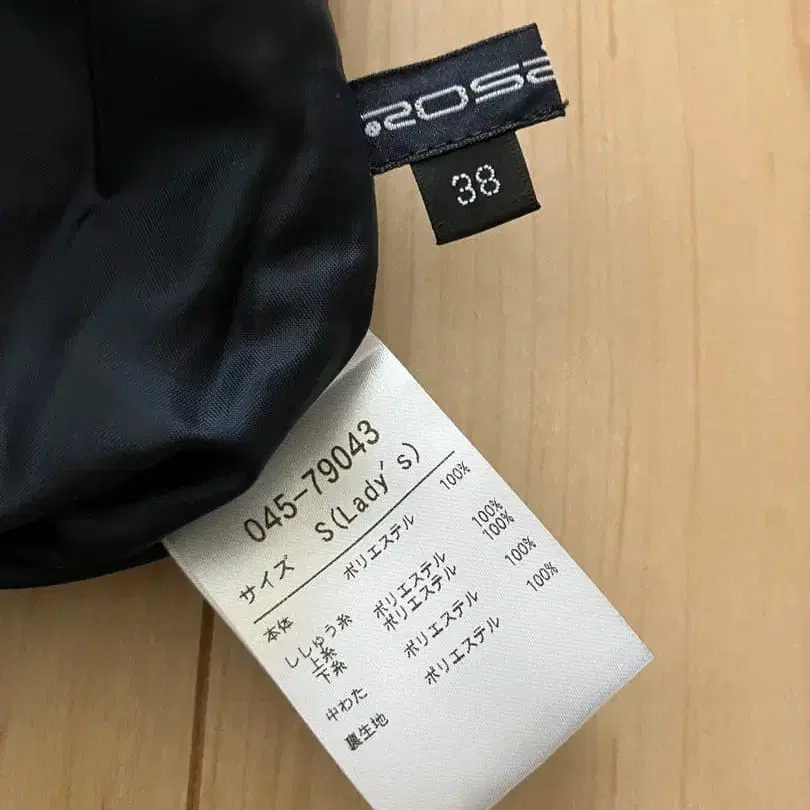 ROSa
38
045-79043
サイズ S(Lady's)
本体 ポリエステル 100%
ししゅう糸
上糸 ポリエステル 100%
下糸 ポリエステル 100%
中わた ポリエステル 100%
裏生地 ポリエステル 100%